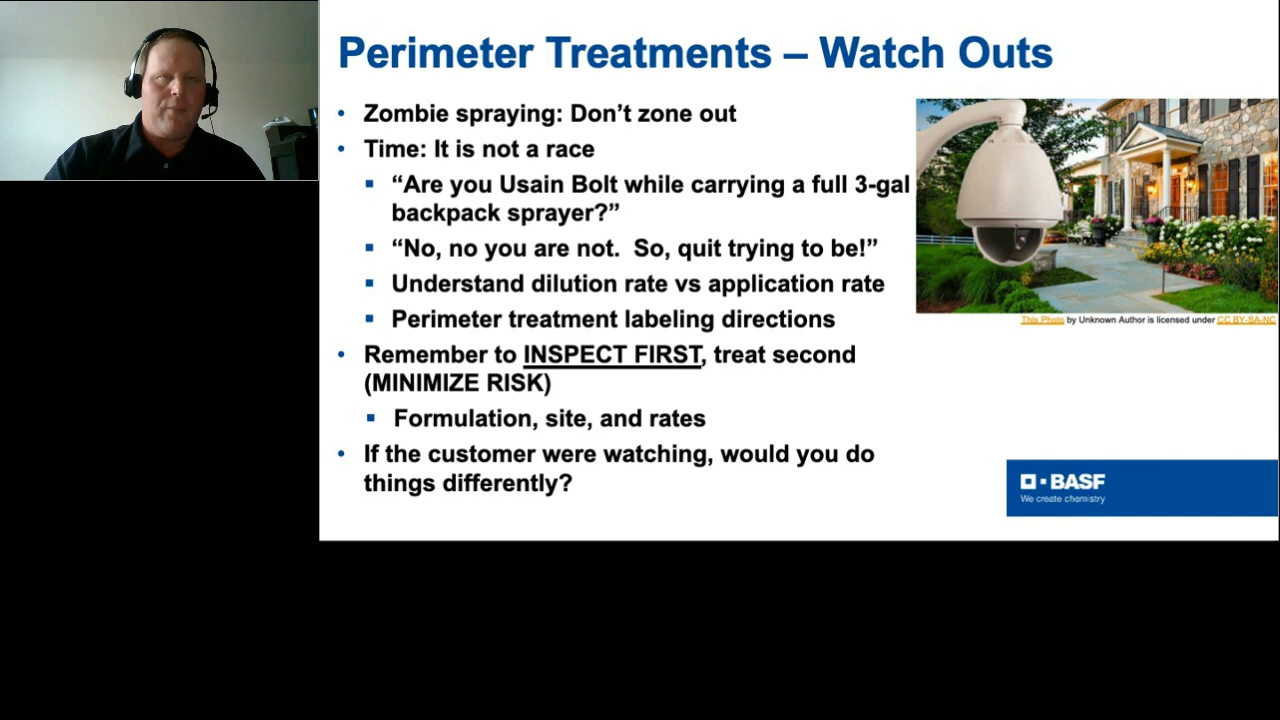 Perimeter Treatments – Watch Outs
• Zombie spraying: Don’t zone out
• Time: It is not a race
▪ “Are you Usain Bolt while carrying a full 3-gal
backpack sprayer?”
▪ “No, no you are not.  So, quit trying to be!”
▪ Understand dilution rate vs application rate
▪ Perimeter treatment labeling directions
• Remember to INSPECT FIRST, treat second
(MINIMIZE RISK)
▪ Formulation, site, and rates
• If the customer were watching, would you do
things differently?
This Photo by Unknown Author is licensed under CC BY-SA-NC
BASF
We create chemistry